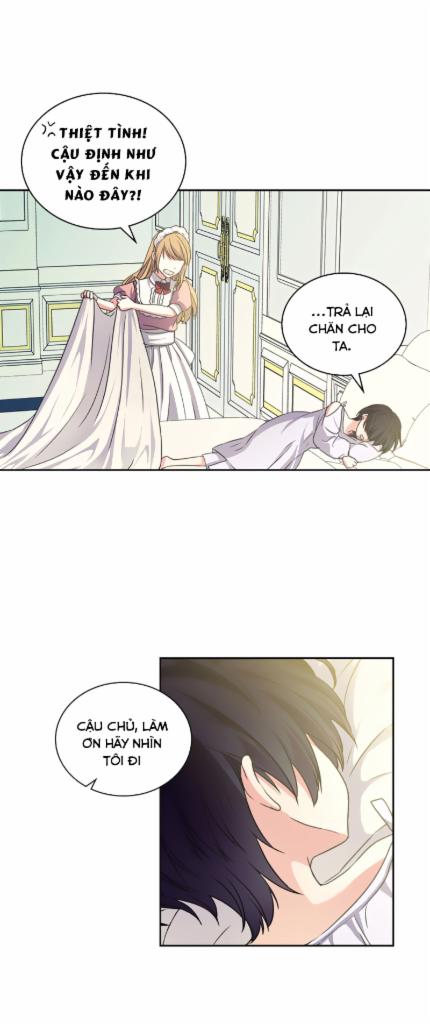 THIỆT TÌNH!
CẬU ĐỊNH NHƯ
VẬY ĐẾN KHI
NÀO ĐÂY?!
...TRẢ LẠI
CHĂN CHO
TA.
CẬU CHỦ, LÀM
ƠN HÃY NHÌN
TÔI ĐI